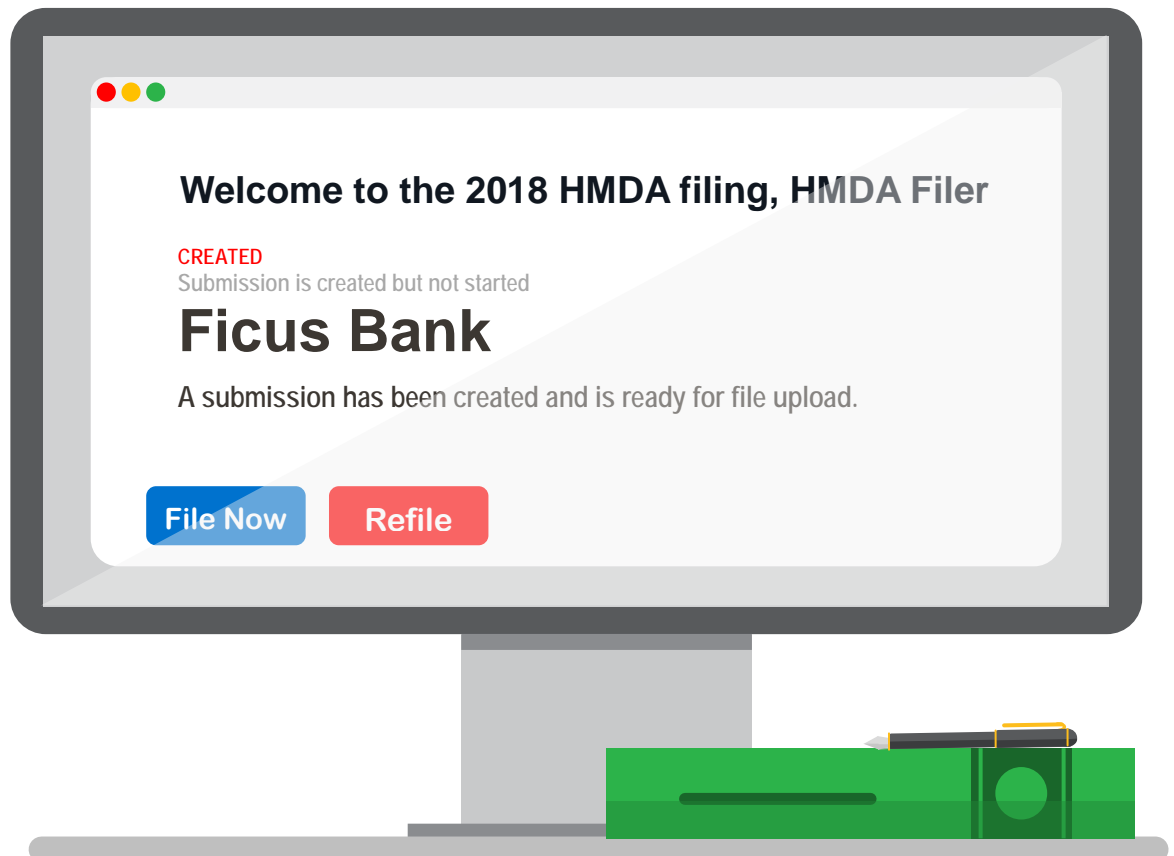 Welcome to the 2018 HMDA filing, HMDA Filer
CREATED
Submission is created but not started
Ficus Bank
A submission has been created and is ready for file upload.
File Now
Refile